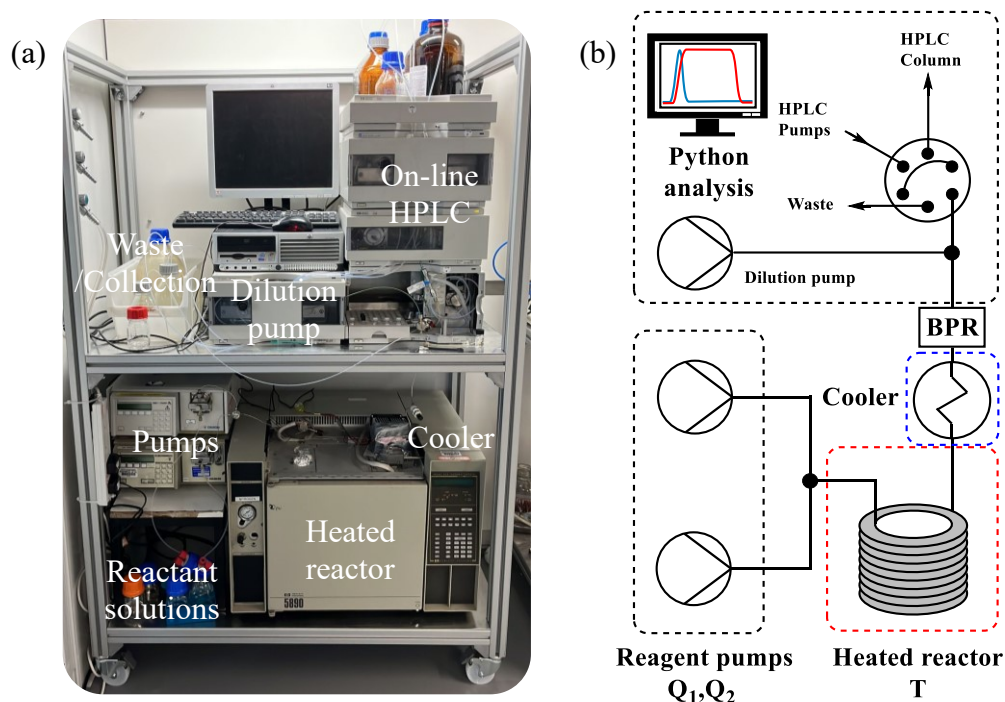 (a)
On-line
HPLC
Waste
/Collection
Dilution
pump
Pumps
Cooler
Heated
reactor
Reactant
solutions
5890
(b)
HPLC
Column
HPLC
Pumps
Python
analysis
Waste
Dilution pump
BPR
Cooler
Reagent pumps
Q₁,Q₂
Heated reactor
T